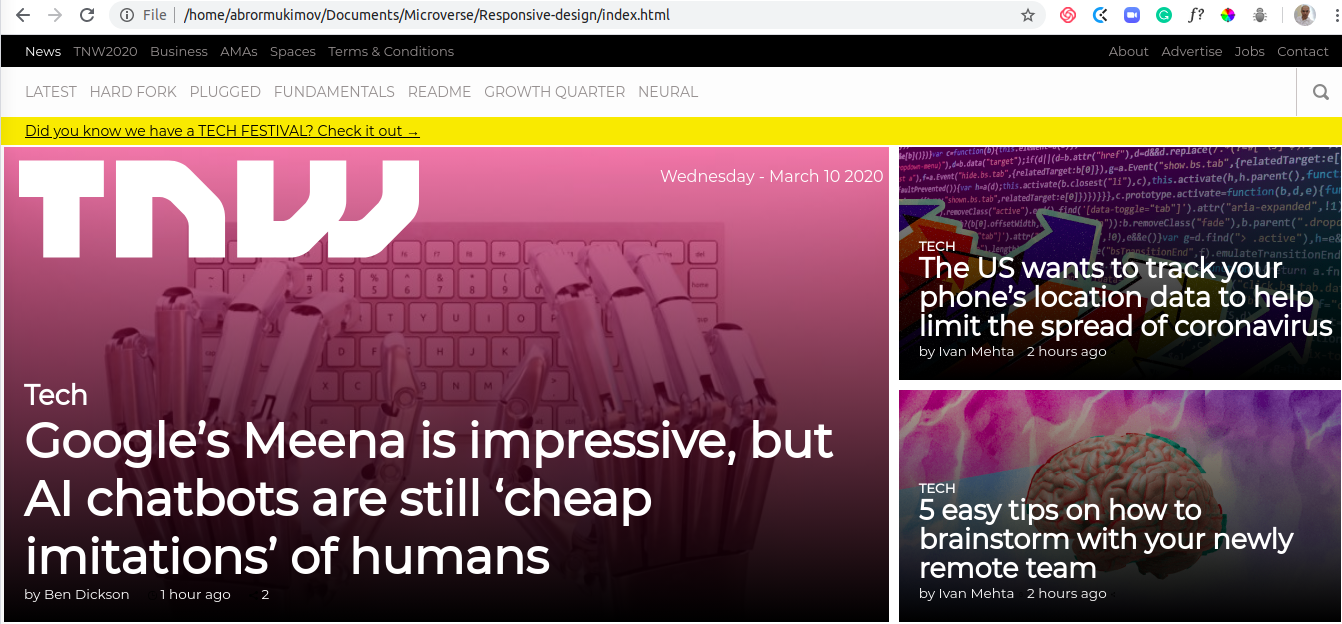 File /home/abrormukimov/Documents/Microverse/Responsive-design/index.html
f?
News TNW2020 Business AMAs Spaces Terms & Conditions About Advertise Jobs Contact
LATEST HARD FORK PLUGGED FUNDAMENTALS README GROWTH QUARTER NEURAL
Did you know we have a TECH FESTIVAL? Check it out →
TNW
Wednesday - March 10 2020
Tech
Google’s Meena is impressive, but
AI chatbots are still ‘cheap
imitations’ of humans
by Ben Dickson 1 hour ago 2
TECH
The US wants to track your
phone’s location data to help
limit the spread of coronavirus
by Ivan Mehta 2 hours ago
TECH
5 easy tips on how to
brainstorm with your newly
remote team
by Ivan Mehta 2 hours ago